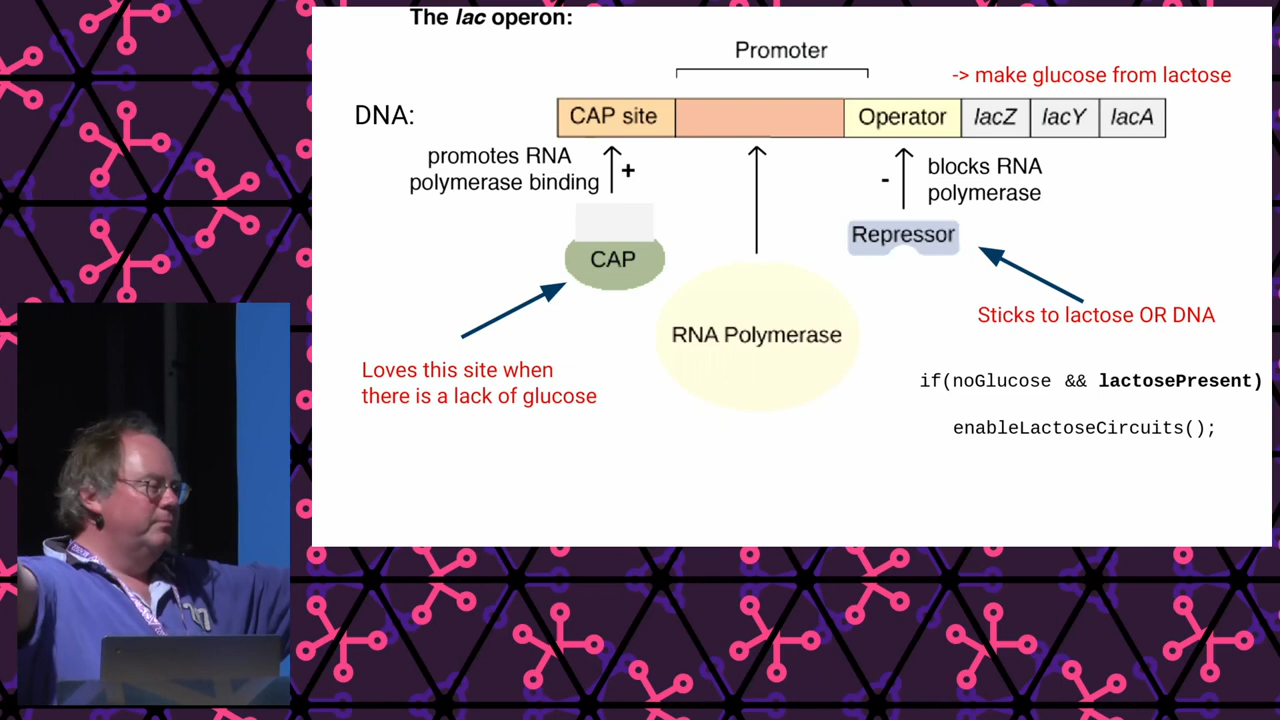 The lac operon:
Promoter
-> make glucose from lactose
DNA:
CAP site
Operator
lacZ
lacY
lacA
promotes RNA
polymerase binding
+
-
blocks RNA
polymerase
CAP
Repressor
RNA Polymerase
Sticks to lactose OR DNA
Loves this site when
there is a lack of glucose
if(noGlucose && lactosePresent)
enableLactoseCircuits();